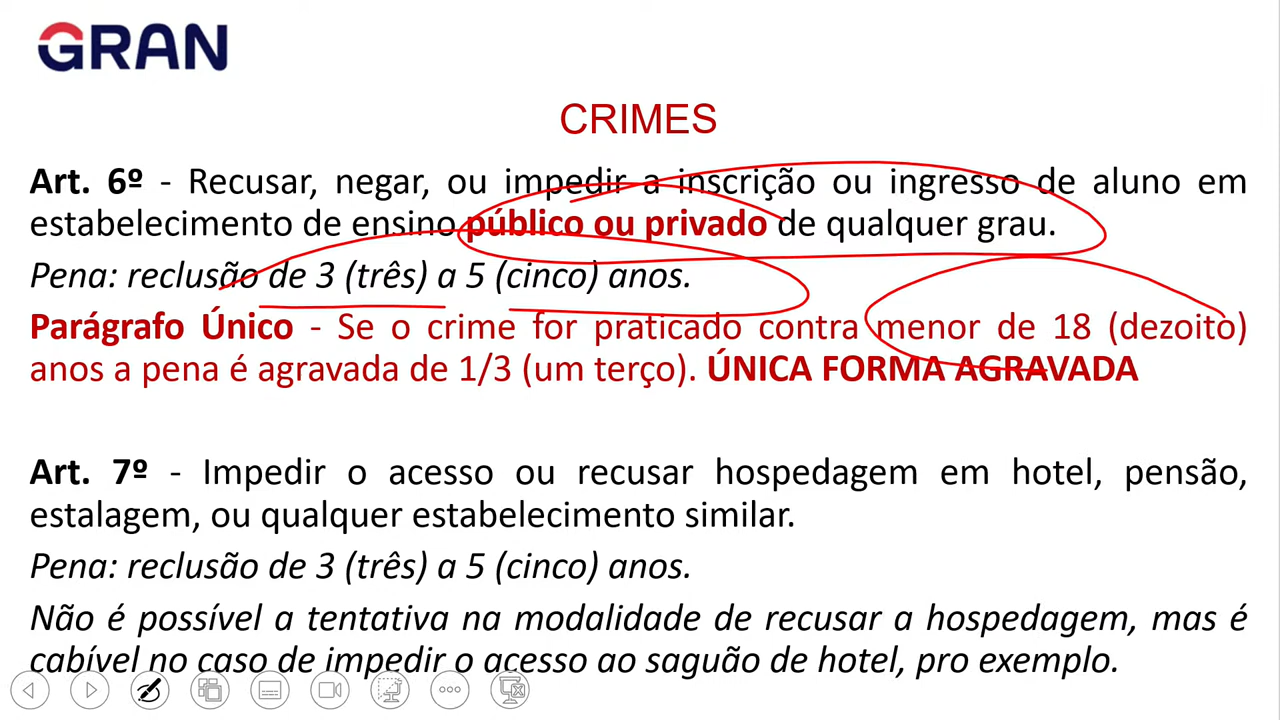 GRAN
CRIMES
Art. 6º - Recusar, negar, ou impedir a inscrição ou ingresso de aluno em
estabelecimento de ensino público ou privado de qualquer grau.
Pena: reclusão de 3 (três) a 5 (cinco) anos.
Parágrafo Único - Se o crime for praticado contra menor de 18 (dezoito)
anos a pena é agravada de 1/3 (um terço). ÚNICA FORMA AGRAVADA
Art. 7º - Impedir o acesso ou recusar hospedagem em hotel, pensão,
estalagem, ou qualquer estabelecimento similar.
Pena: reclusão de 3 (três) a 5 (cinco) anos.
Não é possível a tentativa na modalidade de recusar a hospedagem, mas é
cabível no caso de impedir o acesso ao saguão de hotel, pro exemplo.